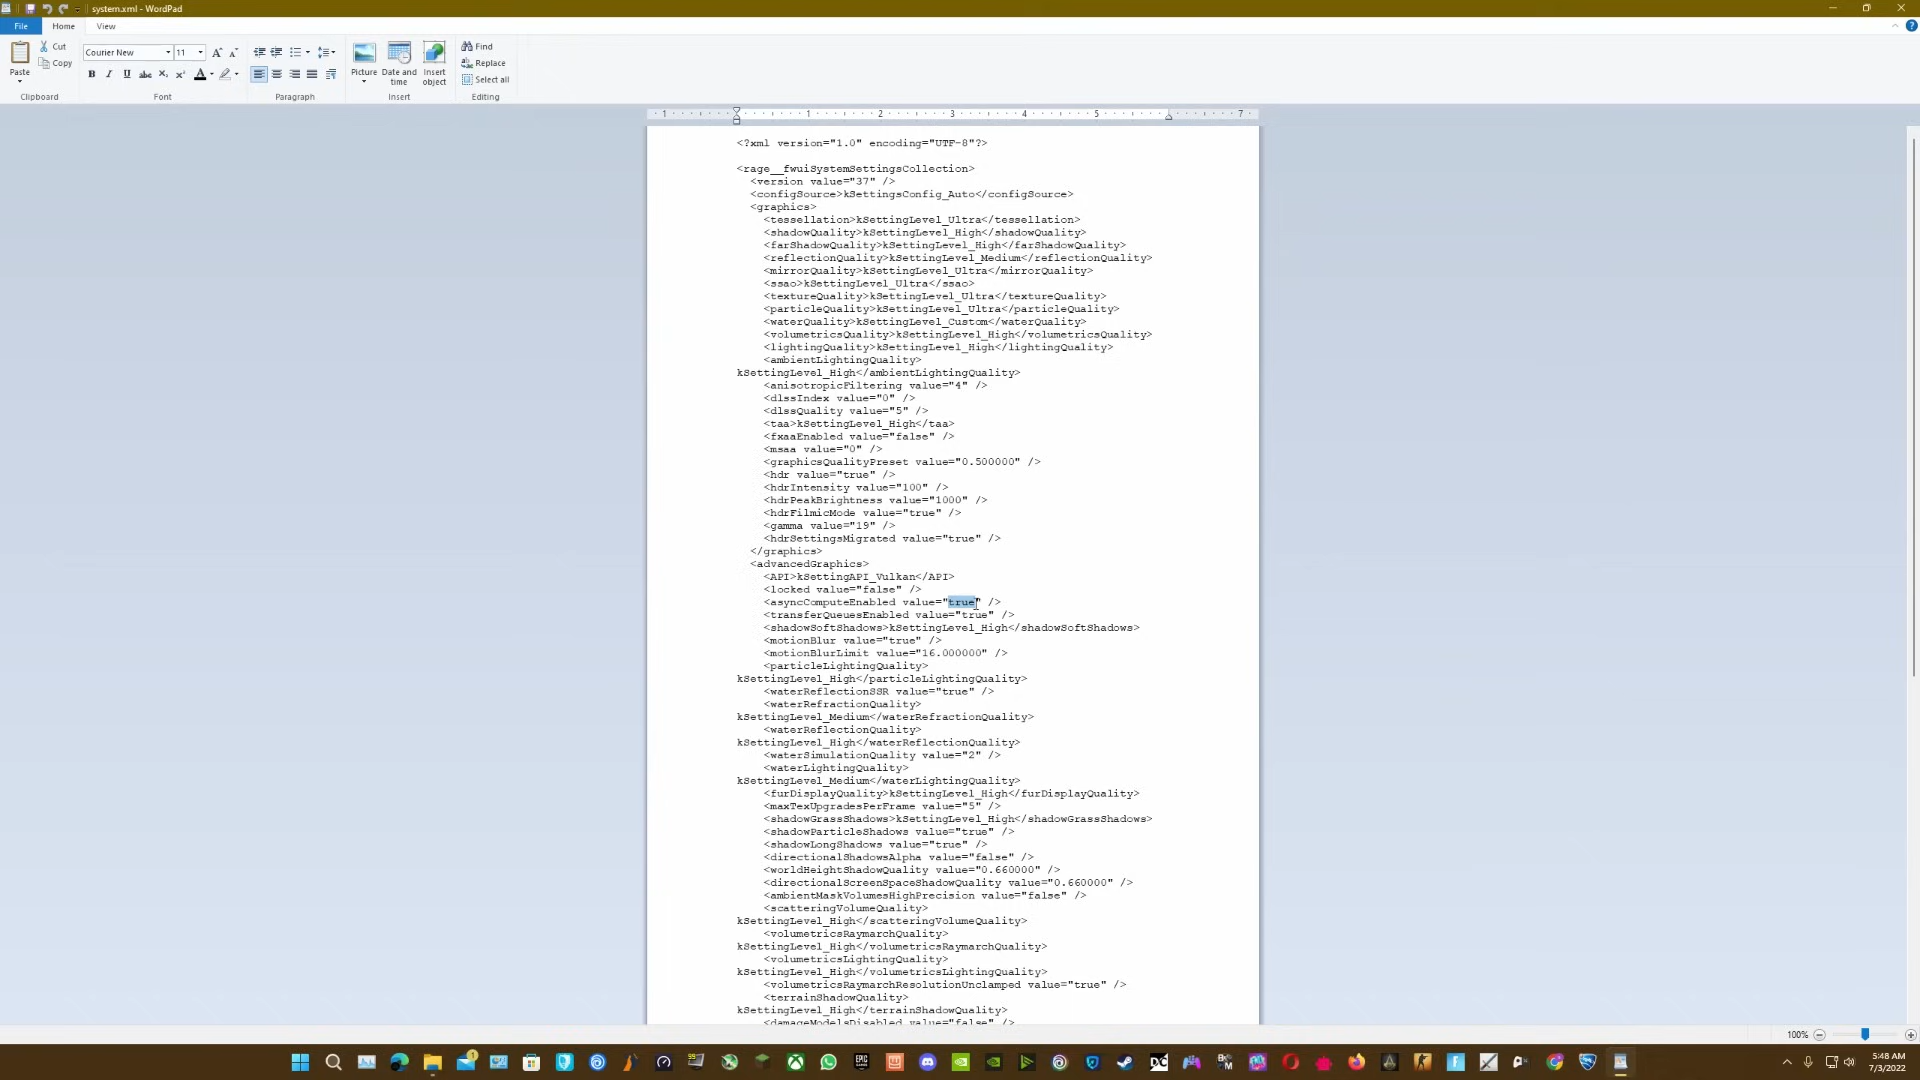 system.xml - WordPad
File Home View
Paste
Cut
Copy
Clipboard
Courier New 11
Font
Paragraph
Picture
Date and time
Insert object
Insert
Find
Replace
Select all
Editing
1 1 2 3 4 5 7
<?xml version="1.0" encoding="UTF-8"?>
<rage__fwuiSystemSettingsCollection>
<version value="37" />
<configSource>kSettingsConfig_Auto</configSource>
<graphics>
<tessellation>kSettingLevel_Ultra</tessellation>
<shadowQuality>kSettingLevel_High</shadowQuality>
<farShadowQuality>kSettingLevel_High</farShadowQuality>
<reflectionQuality>kSettingLevel_Medium</reflectionQuality>
<mirrorQuality>kSettingLevel_Ultra</mirrorQuality>
<ssao>kSettingLevel_Ultra</ssao>
<textureQuality>kSettingLevel_Ultra</textureQuality>
<particleQuality>kSettingLevel_Ultra</particleQuality>
<waterQuality>kSettingLevel_Custom</waterQuality>
<volumetricsQuality>kSettingLevel_High</volumetricsQuality>
<lightingQuality>kSettingLevel_High</lightingQuality>
<ambientLightingQuality>
kSettingLevel_High</ambientLightingQuality>
<anisotropicFiltering value="4" />
<dlssIndex value="0" />
<dlssQuality value="5" />
<taa>kSettingLevel_High</taa>
<fxaaEnabled value="false" />
<msaa value="0" />
<graphicsQualityPreset value="0.500000" />
<hdr value="true" />
<hdrIntensity value="100" />
<hdrPeakBrightness value="1000" />
<hdrFilmicMode value="true" />
<gamma value="19" />
<hdrSettingsMigrated value="true" />
</graphics>
<advancedGraphics>
<API>kSettingAPI_Vulkan</API>
<locked value="false" />
<asyncComputeEnabled value="true" />
<transferQueuesEnabled value="true" />
<shadowSoftShadows>kSettingLevel_High</shadowSoftShadows>
<motionBlur value="true" />
<motionBlurLimit value="16.000000" />
<particleLightingQuality>
kSettingLevel_High</particleLightingQuality>
<waterReflectionSSR value="true" />
<waterRefractionQuality>
kSettingLevel_Medium</waterRefractionQuality>
<waterReflectionQuality>
kSettingLevel_High</waterReflectionQuality>
<waterSimulationQuality value="2" />
<waterLightingQuality>
kSettingLevel_Medium</waterLightingQuality>
<furDisplayQuality>kSettingLevel_High</furDisplayQuality>
<maxTexUpgradesPerFrame value="5" />
<shadowGrassShadows>kSettingLevel_High</shadowGrassShadows>
<shadowParticleShadows value="true" />
<shadowLongShadows value="true" />
<directionalShadowsAlpha value="false" />
<worldHeightShadowQuality value="0.660000" />
<directionalScreenSpaceShadowQuality value="0.660000" />
<ambientMaskVolumesHighPrecision value="false" />
<scatteringVolumeQuality>
kSettingLevel_High</scatteringVolumeQuality>
<volumetricsRaymarchQuality>
kSettingLevel_High</volumetricsRaymarchQuality>
<volumetricsLightingQuality>
kSettingLevel_High</volumetricsLightingQuality>
<volumetricsRaymarchResolutionUnclamped value="true" />
<terrainShadowQuality>
kSettingLevel_High</terrainShadowQuality>
<damageModelsDisabled value="false" />
100%
5:48 AM
7/3/2022